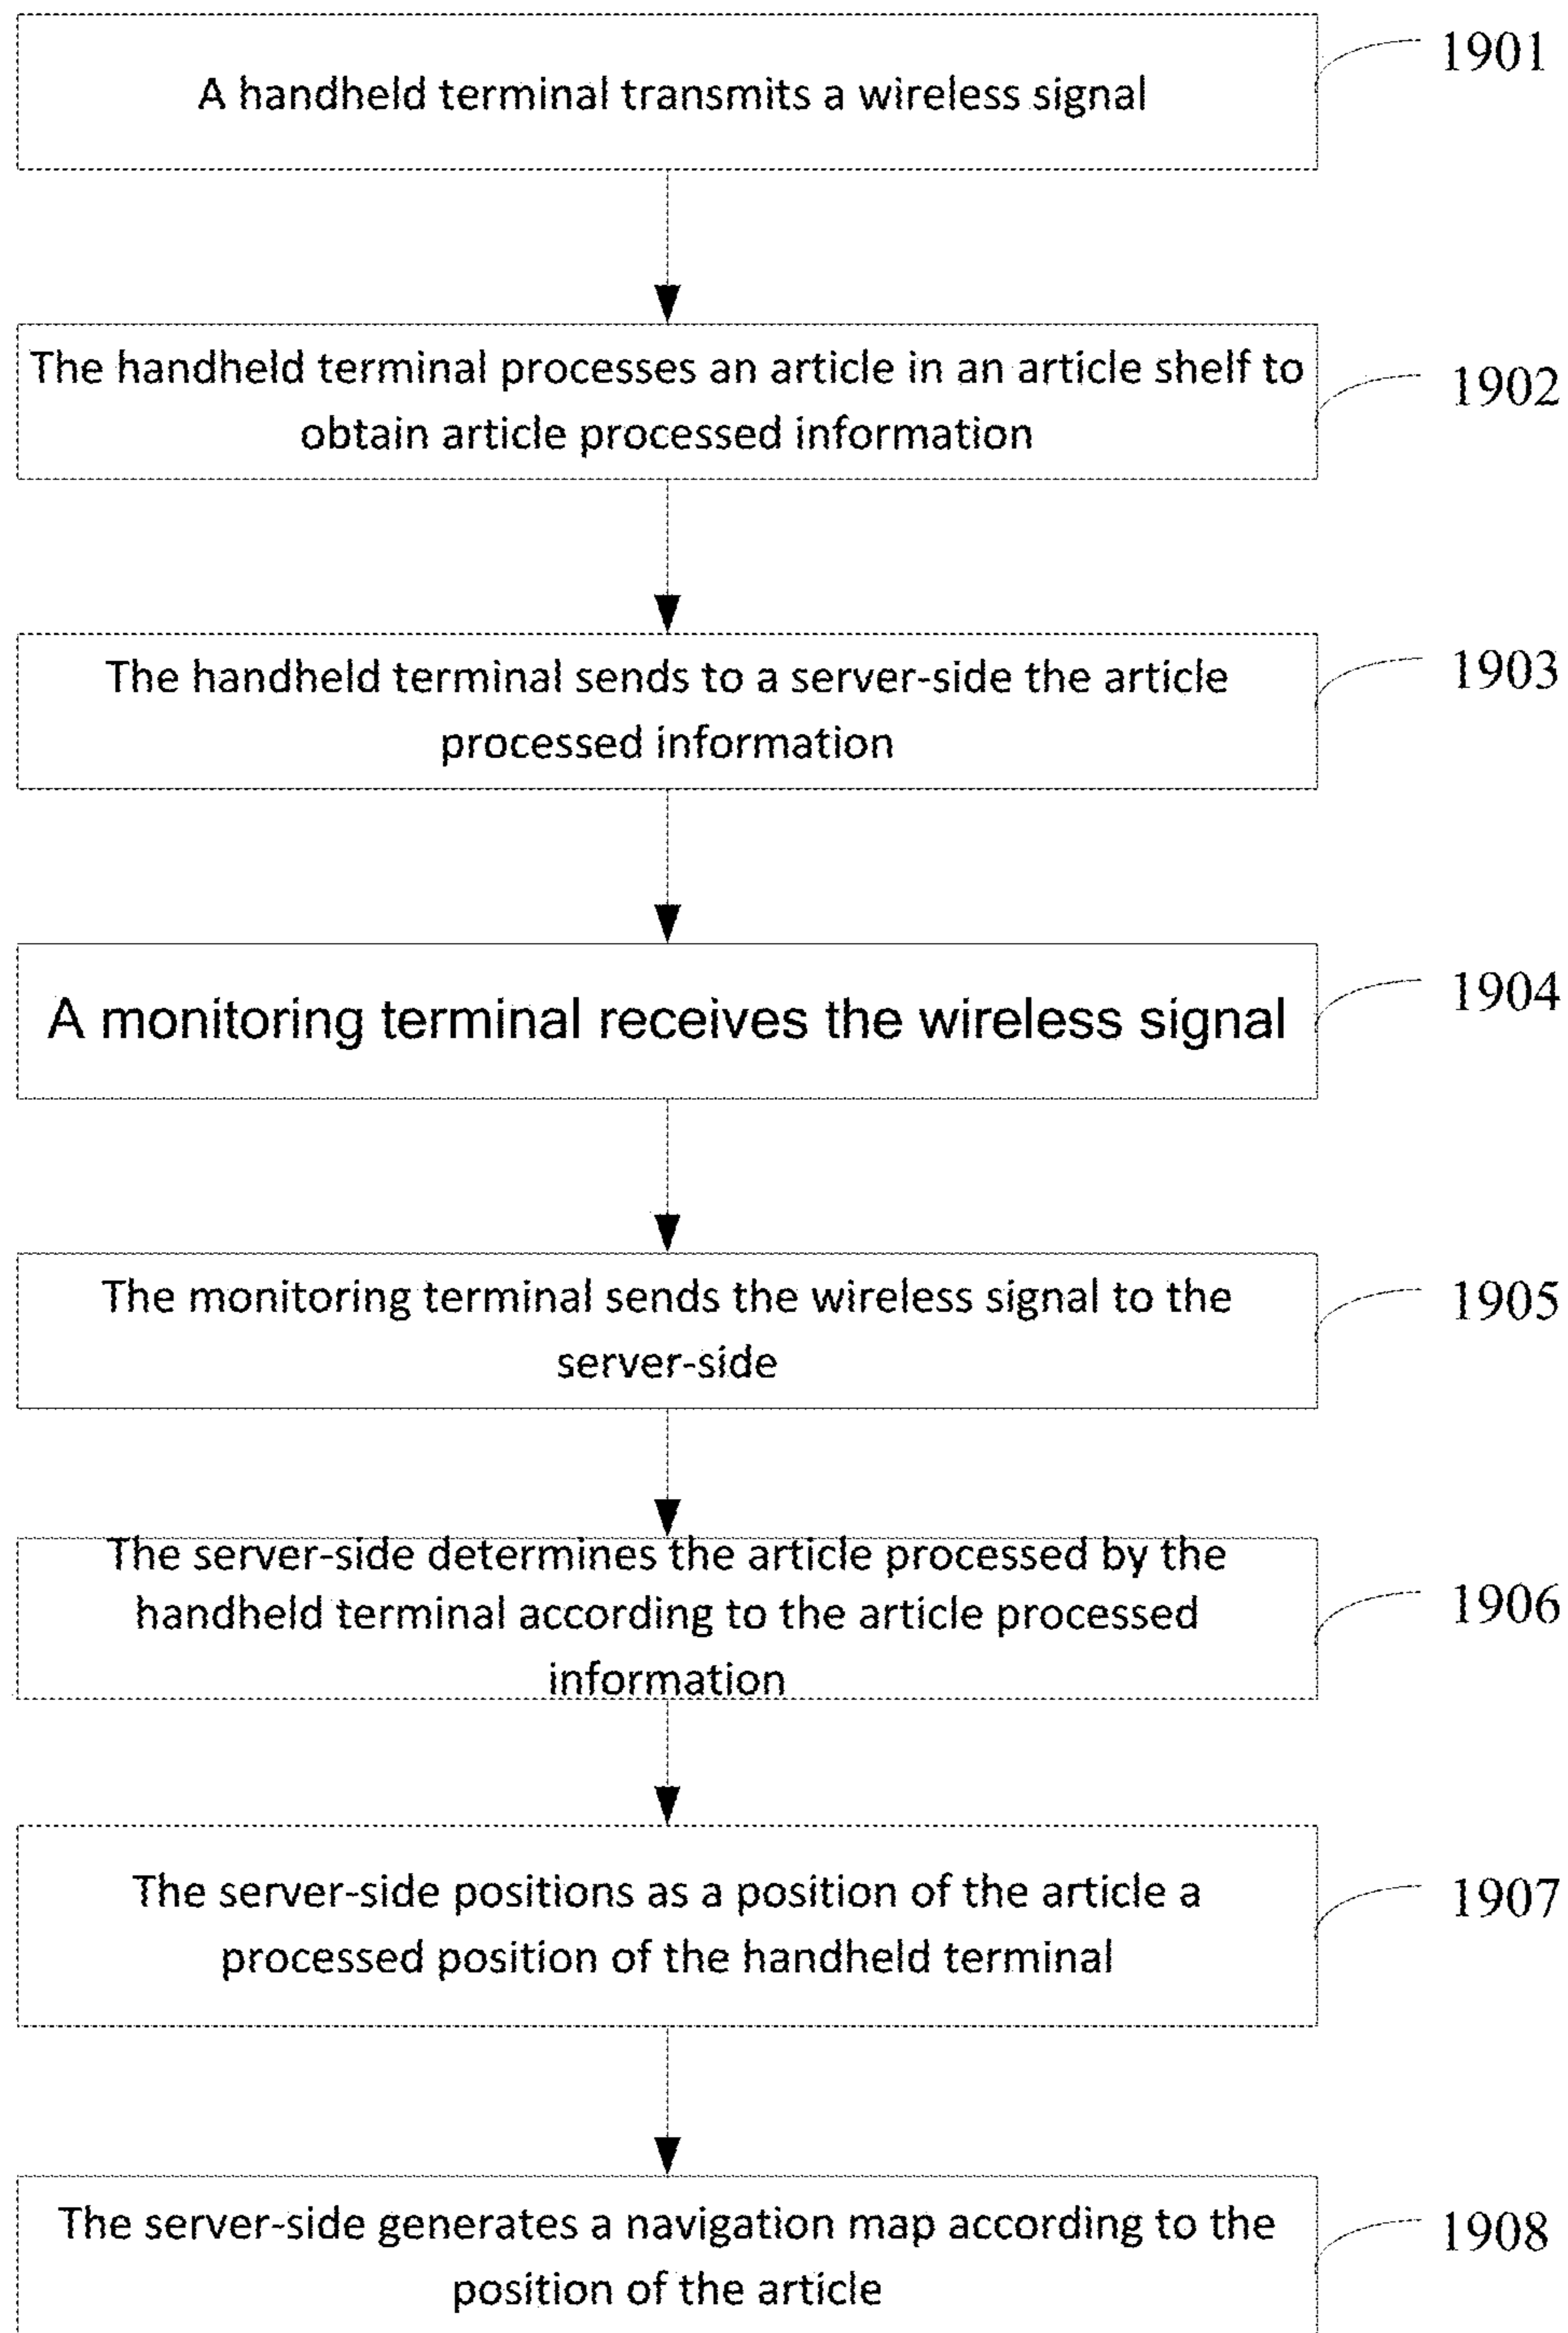 A handheld terminal transmits a wireless signal
1901
The handheld terminal processes an article in an article shelf to
obtain article processed information
1902
The handheld terminal sends to a server-side the article
processed information
1903
A monitoring terminal receives the wireless signal
1904
The monitoring terminal sends the wireless signal to the
server-side
1905
The server-side determines the article processed by the
handheld terminal according to the article processed
information
1906
The server-side positions as a position of the article a
processed position of the handheld terminal
1907
The server-side generates a navigation map according to the
position of the article
1908